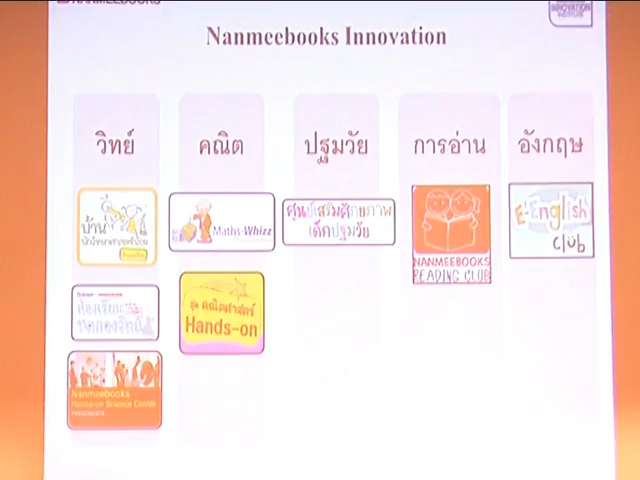 NANMEEBOOKS
INNOVATION
INSTITUTE
Nanmeebooks Innovation
วิทย์
คณิต
ปฐมวัย
การอ่าน
อังกฤษ
บ้าน
นักวิทยาศาสตร์น้อย
Maths-Whizz
ศูนย์เสริมศักยภาพ
เด็กปฐมวัย
NANMEEBOOKS
READING CLUB
E-English
club
ห้องเรียน
ทดลองวิทย์
ชุด คณิตศาสตร์
Hands-on
Nanmeebooks
Hands-on Science Center